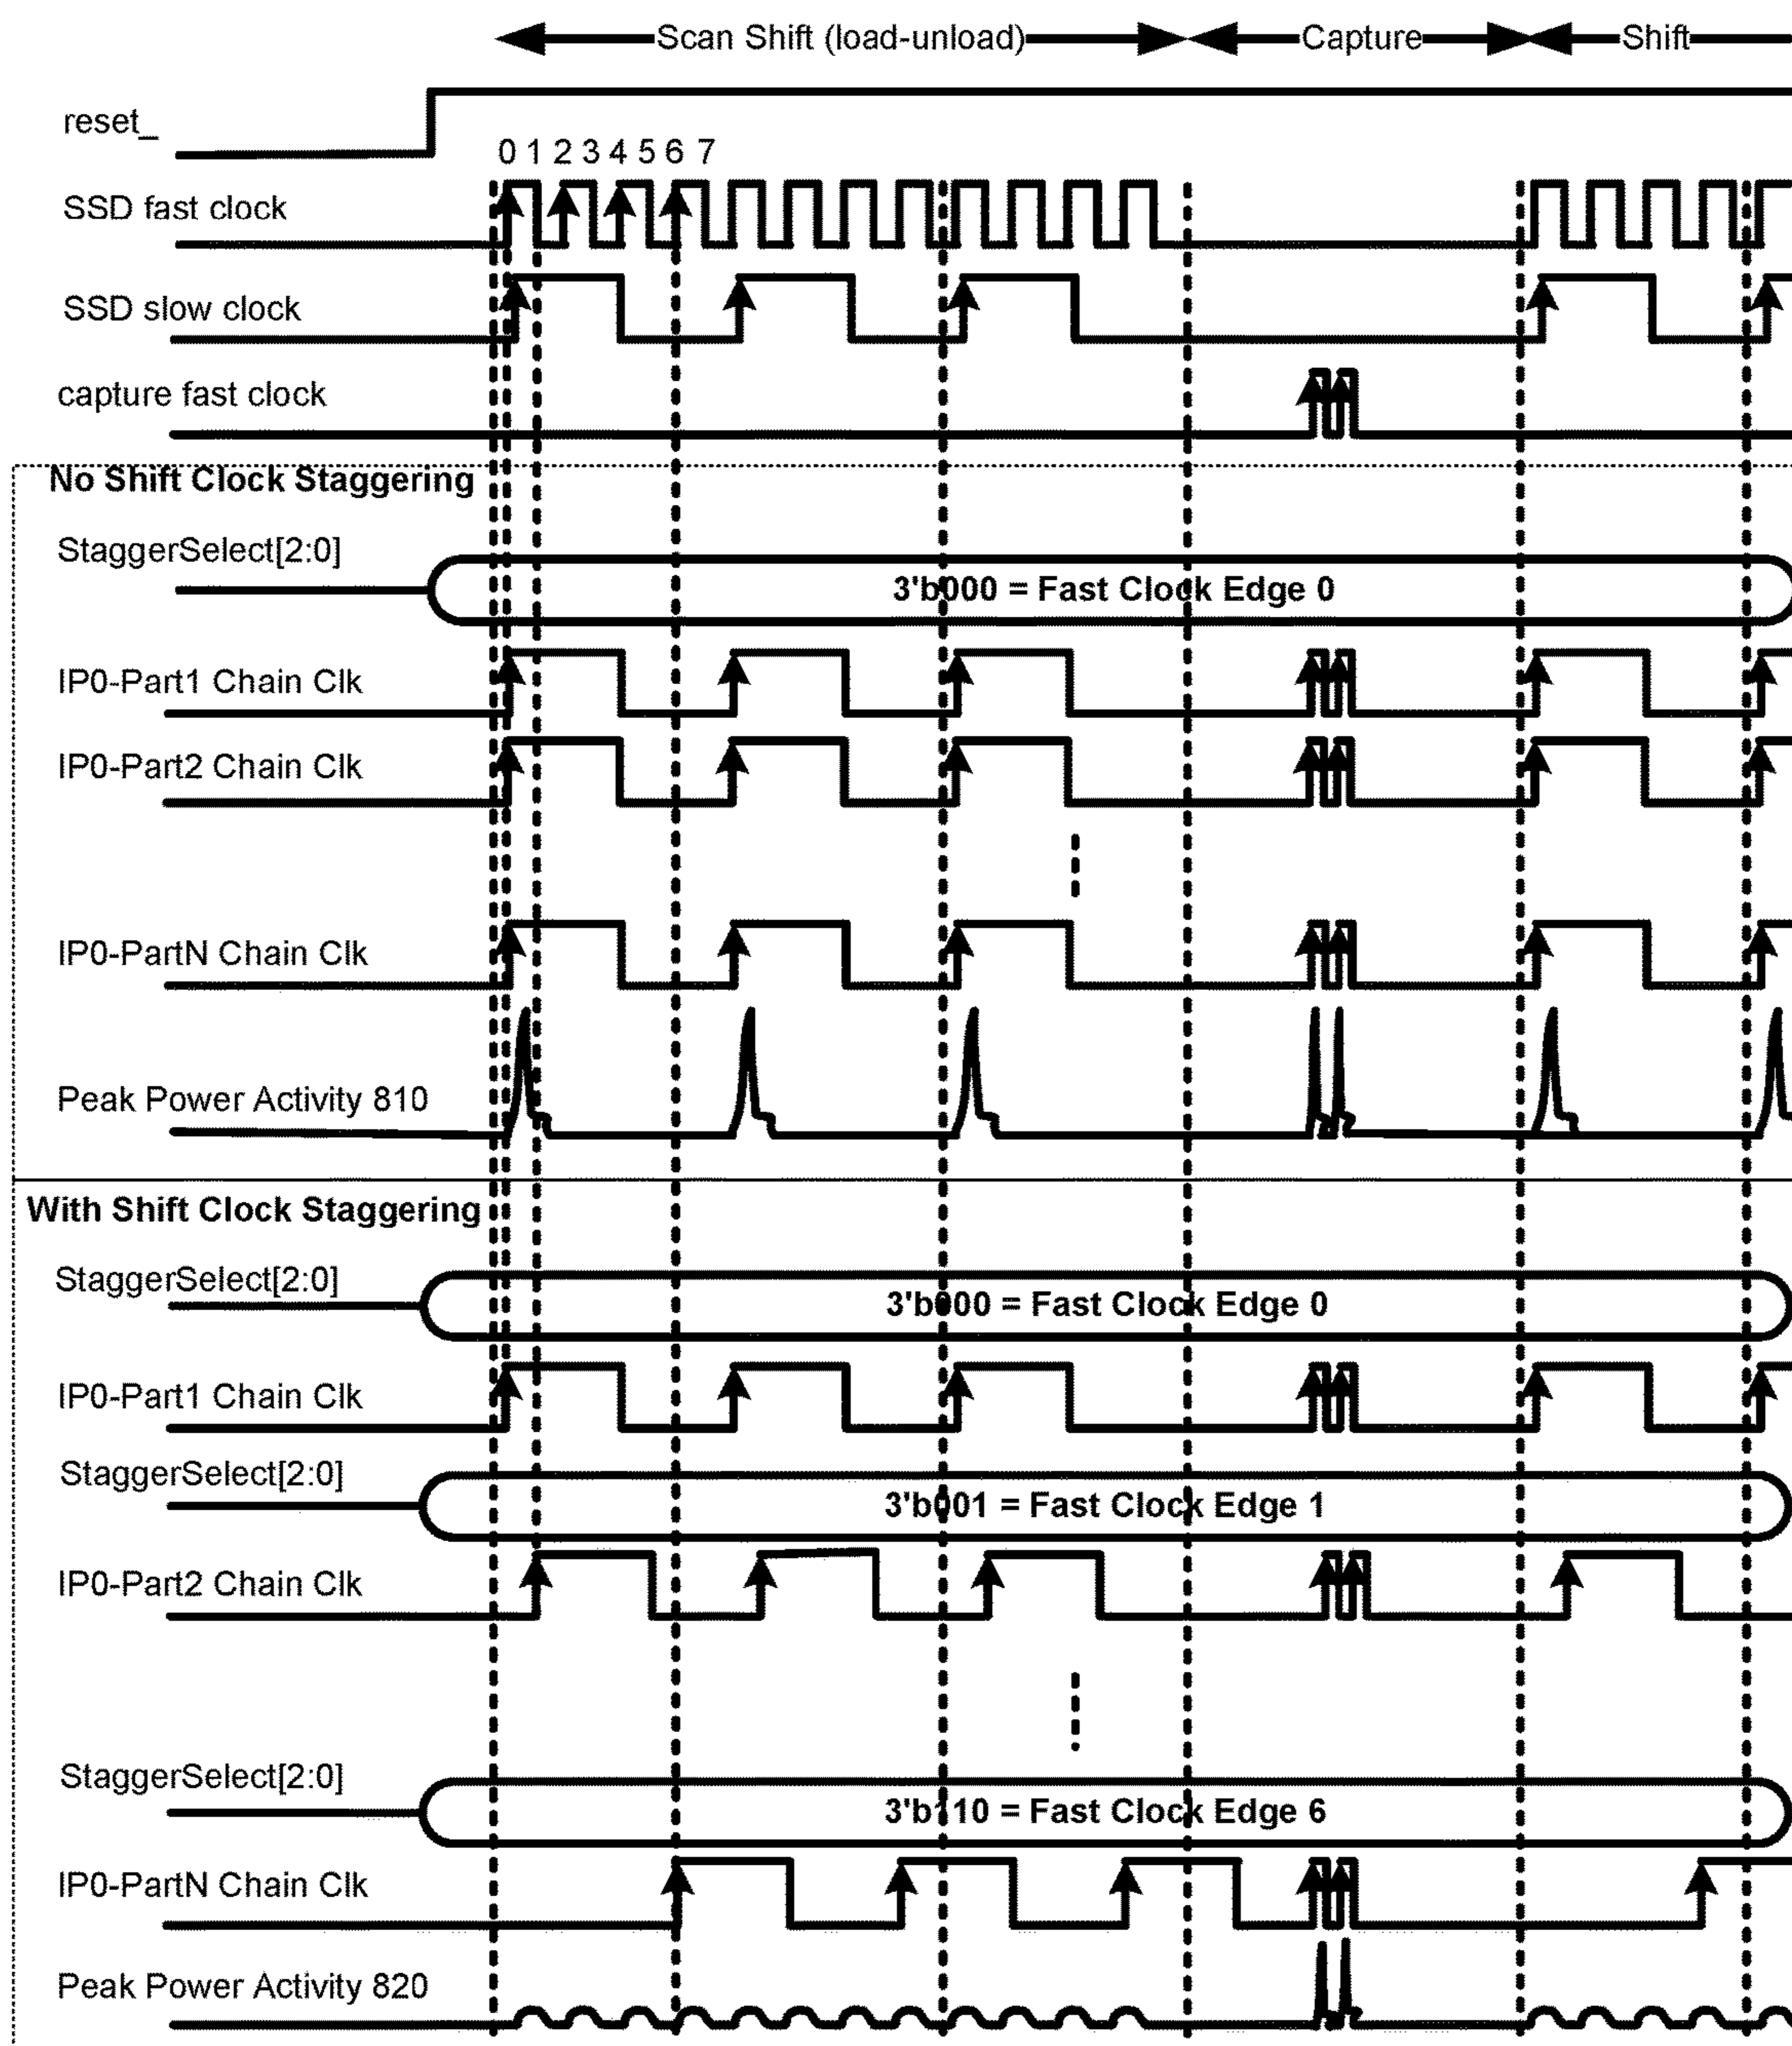 Scan Shift (load-unload) Capture Shift
reset_
0 1 2 3 4 5 6 7
SSD fast clock
SSD slow clock
capture fast clock
No Shift Clock Staggering
StaggerSelect[2:0]
3'b000 = Fast Clock Edge 0
IP0-Part1 Chain Clk
IP0-Part2 Chain Clk
IP0-PartN Chain Clk
Peak Power Activity 810
With Shift Clock Staggering
StaggerSelect[2:0]
3'b000 = Fast Clock Edge 0
IP0-Part1 Chain Clk
StaggerSelect[2:0]
3'b001 = Fast Clock Edge 1
IP0-Part2 Chain Clk
StaggerSelect[2:0]
3'b110 = Fast Clock Edge 6
IP0-PartN Chain Clk
Peak Power Activity 820